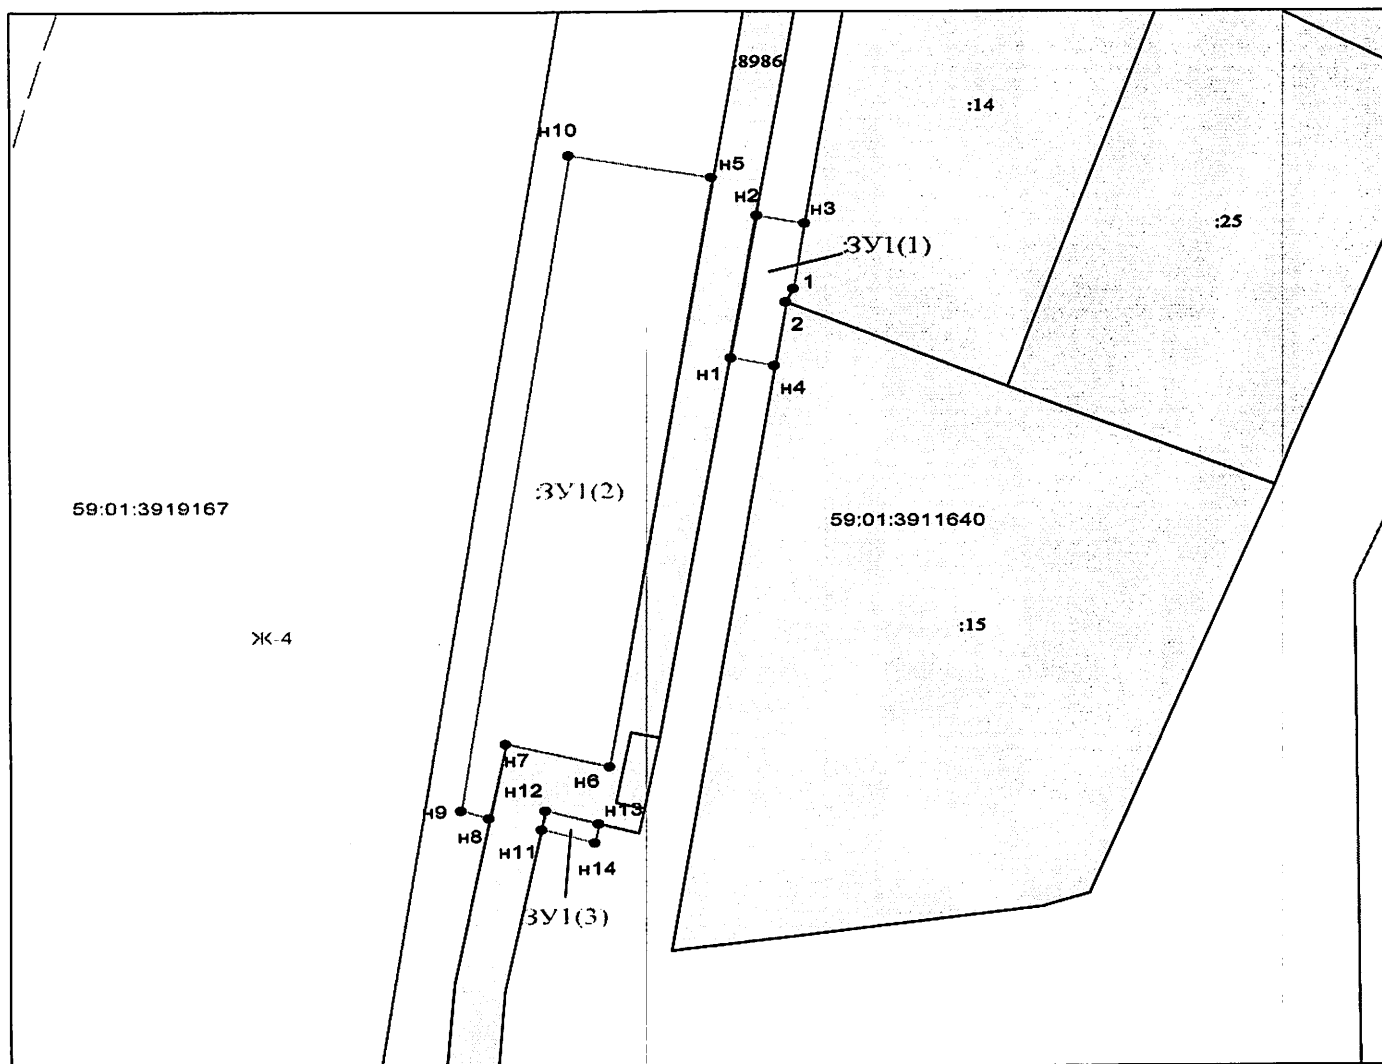 :8986
:14
н10
н5
н2
н3
:25
:ЗУ1(1)
1
2
н1
н4
:ЗУ1(2)
59:01:3919167
59:01:3911640
:15
Ж-4
н7
н6
н12
н13
н9
н8
н11
н14
:ЗУ1(3)